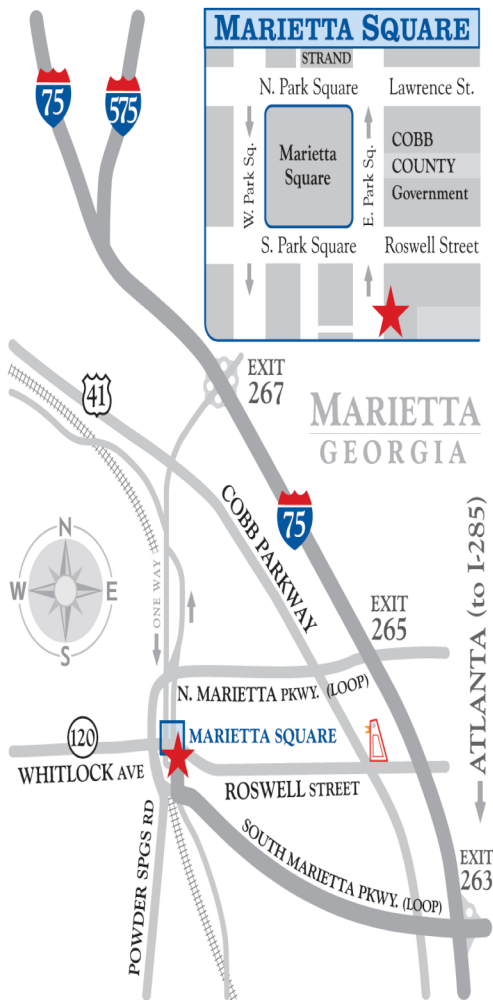 MARIETTA SQUARE
STRAND
N. Park Square
Lawrence St.
W. Park Sq.
Marietta
Square
E. Park Sq.
COBB
COUNTY
Government
S. Park Square
Roswell Street
75
575
EXIT
267
41
MARIETTA
GEORGIA
COBB PARKWAY
75
ATLANTA (to I-285)
N
W
E
S
ONE WAY
EXIT
265
N. MARIETTA PKWY. (LOOP)
120
MARIETTA SQUARE
WHITLOCK AVE
ROSWELL STREET
POWDER SPGS RD
SOUTH MARIETTA PKWY. (LOOP)
EXIT
263